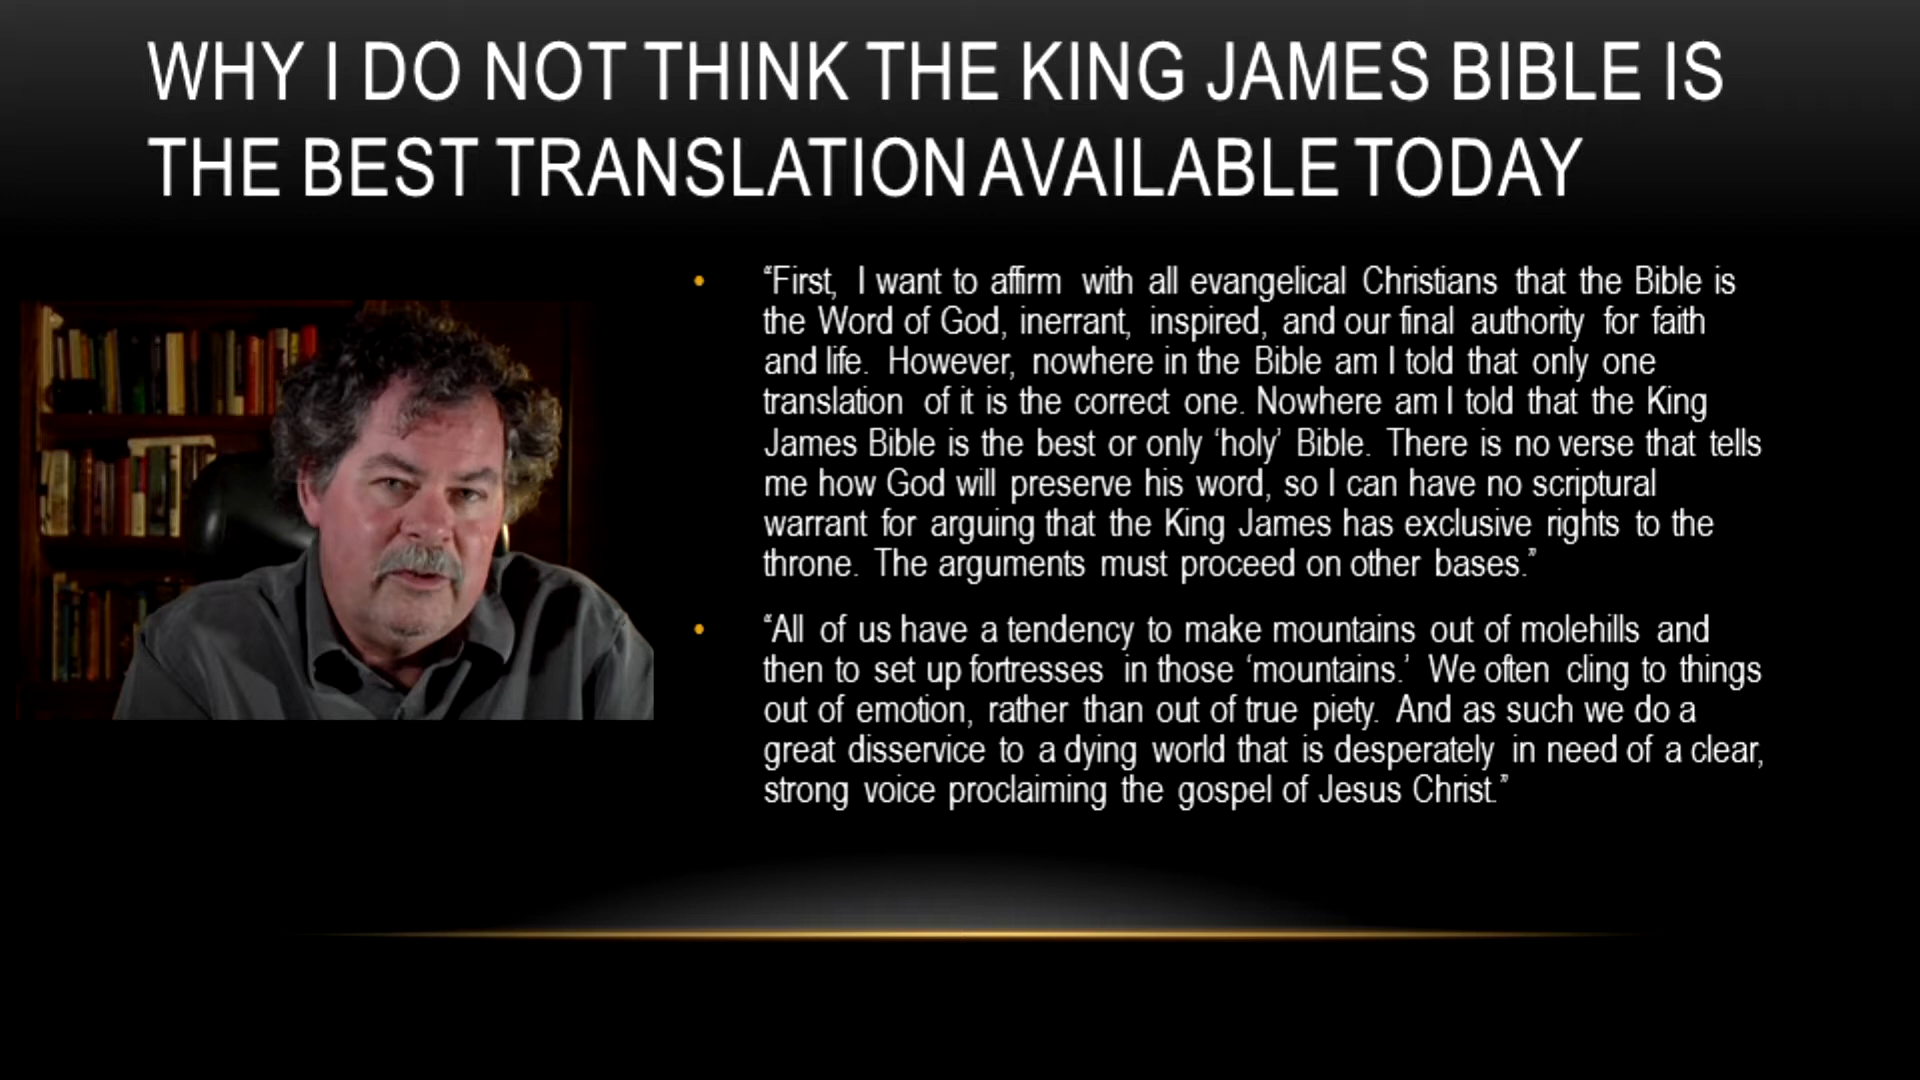 WHY I DO NOT THINK THE KING JAMES BIBLE IS
THE BEST TRANSLATION AVAILABLE TODAY
• “First, I want to affirm with all evangelical Christians that the Bible is
the Word of God, inerrant, inspired, and our final authority for faith
and life. However, nowhere in the Bible am I told that only one
translation of it is the correct one. Nowhere am I told that the King
James Bible is the best or only ‘holy’ Bible. There is no verse that tells
me how God will preserve his word, so I can have no scriptural
warrant for arguing that the King James has exclusive rights to the
throne. The arguments must proceed on other bases.”
• “All of us have a tendency to make mountains out of molehills and
then to set up fortresses in those ‘mountains.’ We often cling to things
out of emotion, rather than out of true piety. And as such we do a
great disservice to a dying world that is desperately in need of a clear,
strong voice proclaiming the gospel of Jesus Christ.”